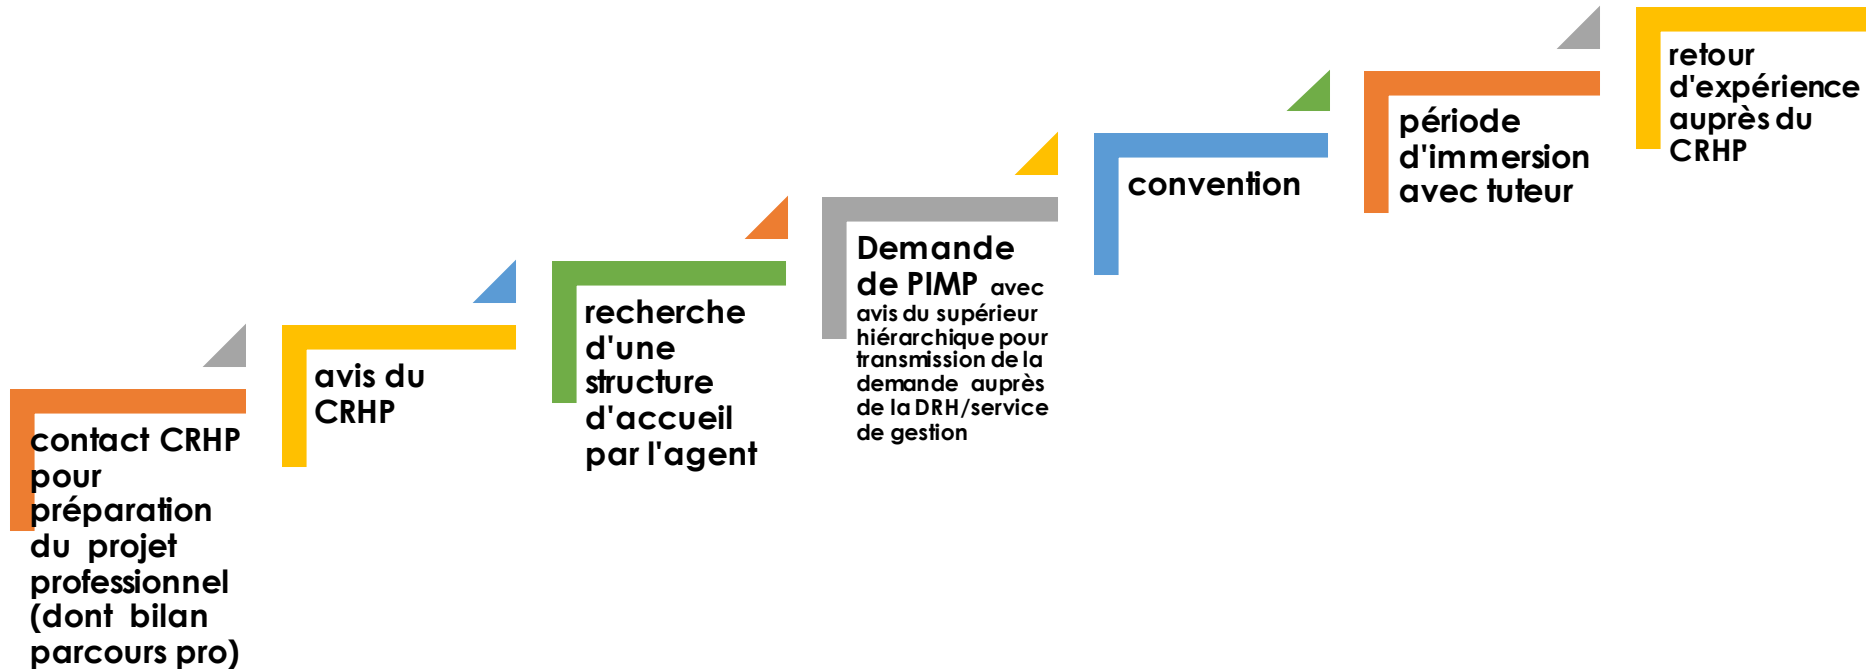 contact CRHP
pour
préparation
du projet
professionnel
(dont bilan
parcours pro)
avis du
CRHP
recherche
d'une
structure
d'accueil
par l'agent
Demande
de PIMP avec
avis du supérieur
hiérarchique pour
transmission de la
demande auprès
de la DRH/service
de gestion
convention
période
d'immersion
avec tuteur
retour
d'expérience
auprès du
CRHP